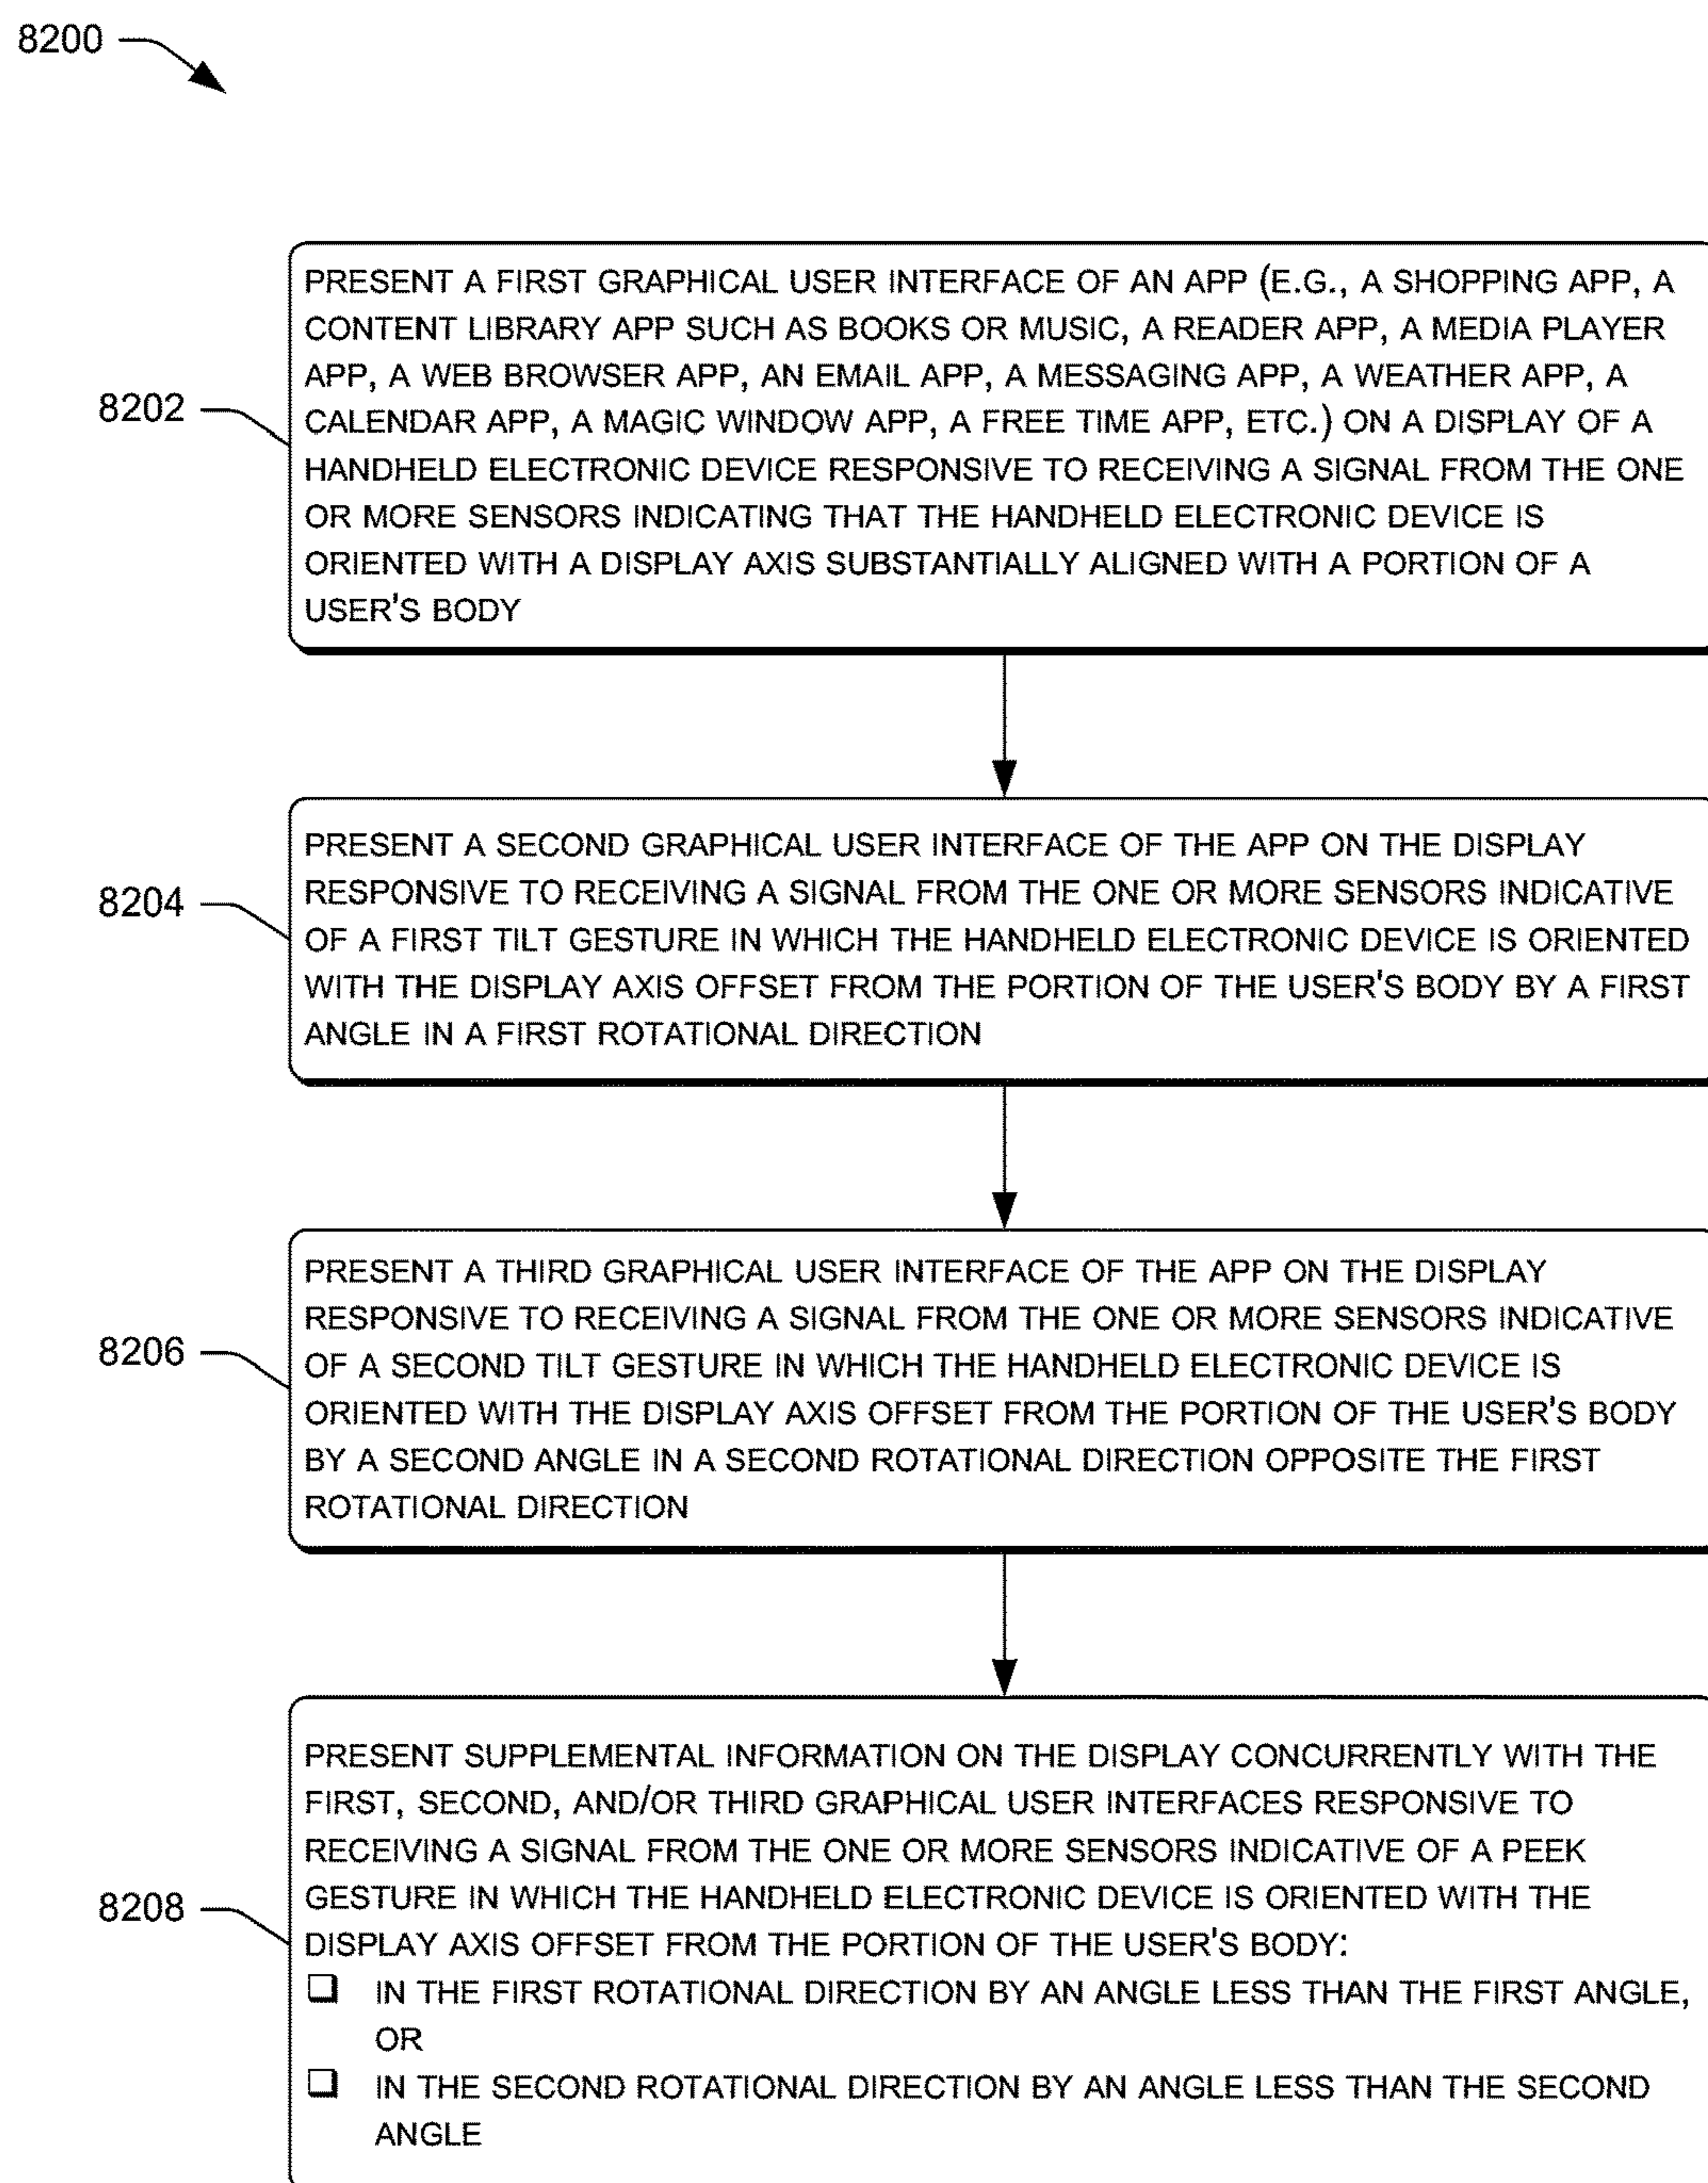 8200
PRESENT A FIRST GRAPHICAL USER INTERFACE OF AN APP (E.G., A SHOPPING APP, A
CONTENT LIBRARY APP SUCH AS BOOKS OR MUSIC, A READER APP, A MEDIA PLAYER
APP, A WEB BROWSER APP, AN EMAIL APP, A MESSAGING APP, A WEATHER APP, A
8202
CALENDAR APP, A MAGIC WINDOW APP, A FREE TIME APP, ETC.) ON A DISPLAY OF A
HANDHELD ELECTRONIC DEVICE RESPONSIVE TO RECEIVING A SIGNAL FROM THE ONE
OR MORE SENSORS INDICATING THAT THE HANDHELD ELECTRONIC DEVICE IS
ORIENTED WITH A DISPLAY AXIS SUBSTANTIALLY ALIGNED WITH A PORTION OF A
USER'S BODY
PRESENT A SECOND GRAPHICAL USER INTERFACE OF THE APP ON THE DISPLAY
8204
RESPONSIVE TO RECEIVING A SIGNAL FROM THE ONE OR MORE SENSORS INDICATIVE
OF A FIRST TILT GESTURE IN WHICH THE HANDHELD ELECTRONIC DEVICE IS ORIENTED
WITH THE DISPLAY AXIS OFFSET FROM THE PORTION OF THE USER'S BODY BY A FIRST
ANGLE IN A FIRST ROTATIONAL DIRECTION
PRESENT A THIRD GRAPHICAL USER INTERFACE OF THE APP ON THE DISPLAY
RESPONSIVE TO RECEIVING A SIGNAL FROM THE ONE OR MORE SENSORS INDICATIVE
8206
OF A SECOND TILT GESTURE IN WHICH THE HANDHELD ELECTRONIC DEVICE IS
ORIENTED WITH THE DISPLAY AXIS OFFSET FROM THE PORTION OF THE USER'S BODY
BY A SECOND ANGLE IN A SECOND ROTATIONAL DIRECTION OPPOSITE THE FIRST
ROTATIONAL DIRECTION
PRESENT SUPPLEMENTAL INFORMATION ON THE DISPLAY CONCURRENTLY WITH THE
FIRST, SECOND, AND/OR THIRD GRAPHICAL USER INTERFACES RESPONSIVE TO
RECEIVING A SIGNAL FROM THE ONE OR MORE SENSORS INDICATIVE OF A PEEK
8208
GESTURE IN WHICH THE HANDHELD ELECTRONIC DEVICE IS ORIENTED WITH THE
DISPLAY AXIS OFFSET FROM THE PORTION OF THE USER'S BODY:
❑ IN THE FIRST ROTATIONAL DIRECTION BY AN ANGLE LESS THAN THE FIRST ANGLE,
OR
❑ IN THE SECOND ROTATIONAL DIRECTION BY AN ANGLE LESS THAN THE SECOND
ANGLE